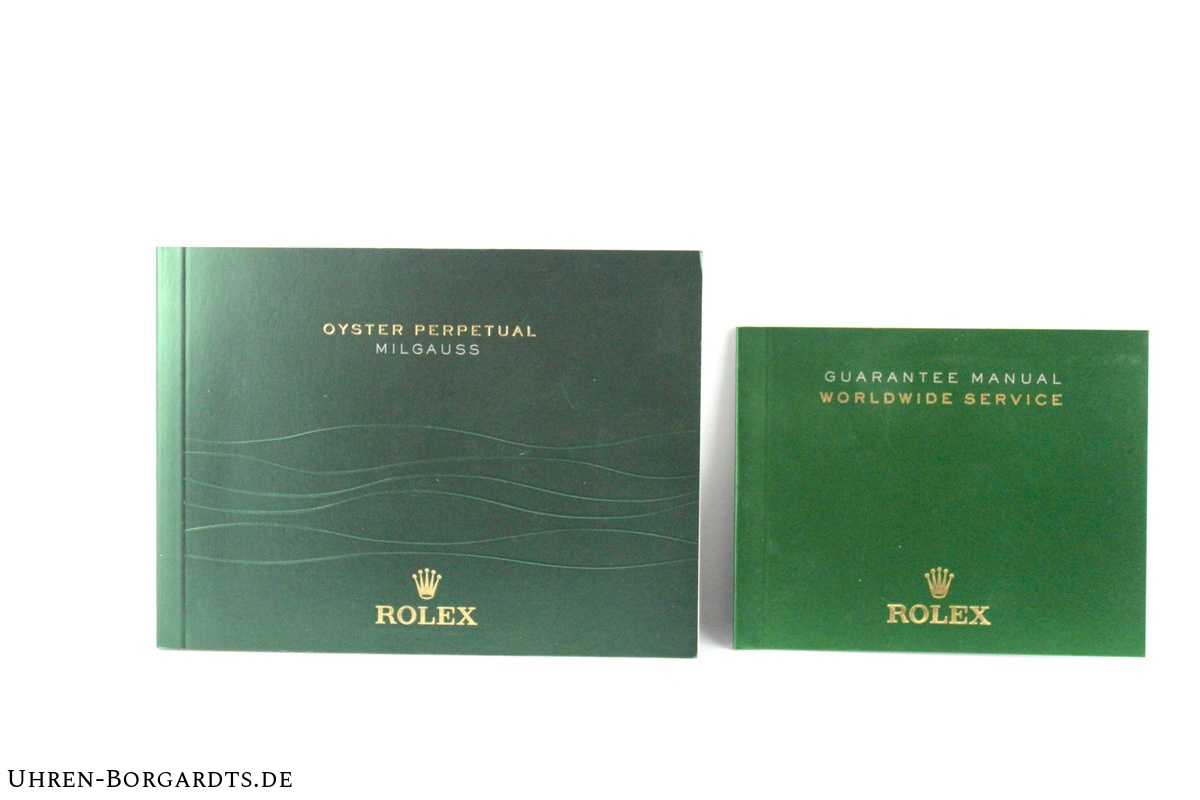 OYSTER PERPETUAL
MILGAUSS
ROLEX
GUARANTEE MANUAL
WORLDWIDE SERVICE
ROLEX
UHREN-BORGARDTS.DE